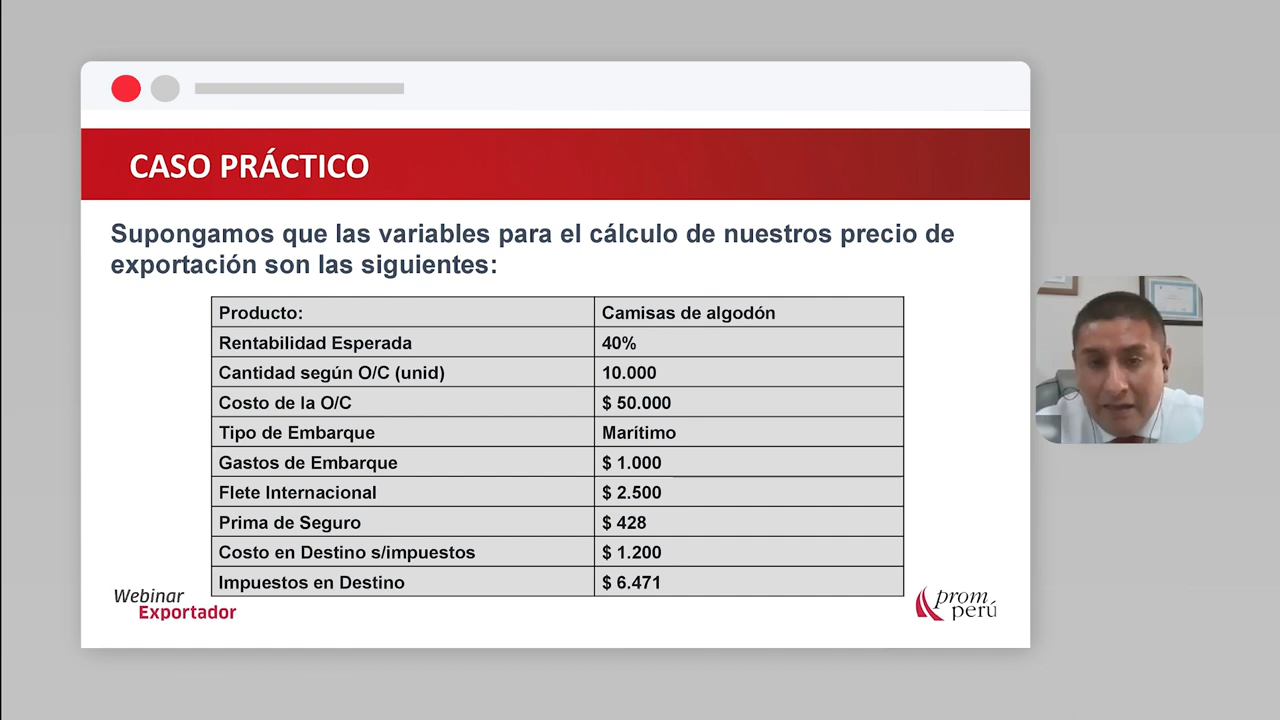 CASO PRÁCTICO
Supongamos que las variables para el cálculo de nuestros precio de
exportación son las siguientes:
Producto: Camisas de algodón
Rentabilidad Esperada 40%
Cantidad según O/C (unid) 10.000
Costo de la O/C $ 50.000
Tipo de Embarque Marítimo
Gastos de Embarque $ 1.000
Flete Internacional $ 2.500
Prima de Seguro $ 428
Costo en Destino s/impuestos $ 1.200
Impuestos en Destino $ 6.471
Webinar
Exportador
prom
perú